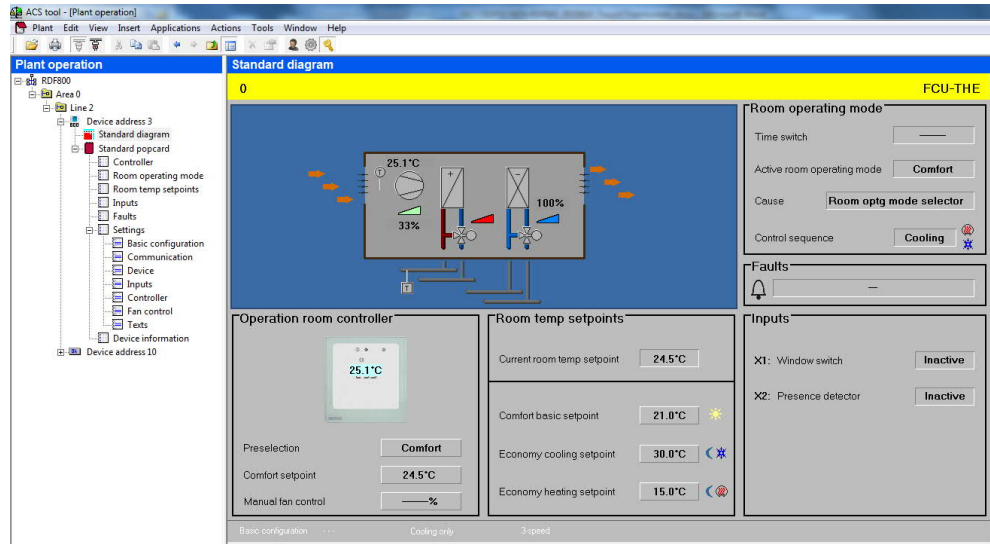 ACS tool - [Plant operation]
Plant Edit View Insert Applications Actions Tools Window Help
Plant operation
RDF800
Area 0
Line 2
Device address 3
Standard diagram
Standard popcard
Controller
Room operating mode
Room temp setpoints
Inputs
Faults
Settings
Basic configuration
Communication
Device
Inputs
Controller
Fan control
Texts
Device information
Device address 10
Standard diagram
0 FCU-THE
25.1°C
T
33%
100%
T
Room operating mode
Time switch ——
Active room operating mode Comfort
Cause Room optg mode selector
Control sequence Cooling
Faults
—
Operation room controller
25.1°C
Preselection Comfort
Comfort setpoint 24.5°C
Manual fan control ——%
Room temp setpoints
Current room temp setpoint 24.5°C
Comfort basic setpoint 21.0°C
Economy cooling setpoint 30.0°C
Economy heating setpoint 15.0°C
Inputs
X1: Window switch Inactive
X2: Presence detector Inactive
Basic configuration - - - Cooling only 3-speed